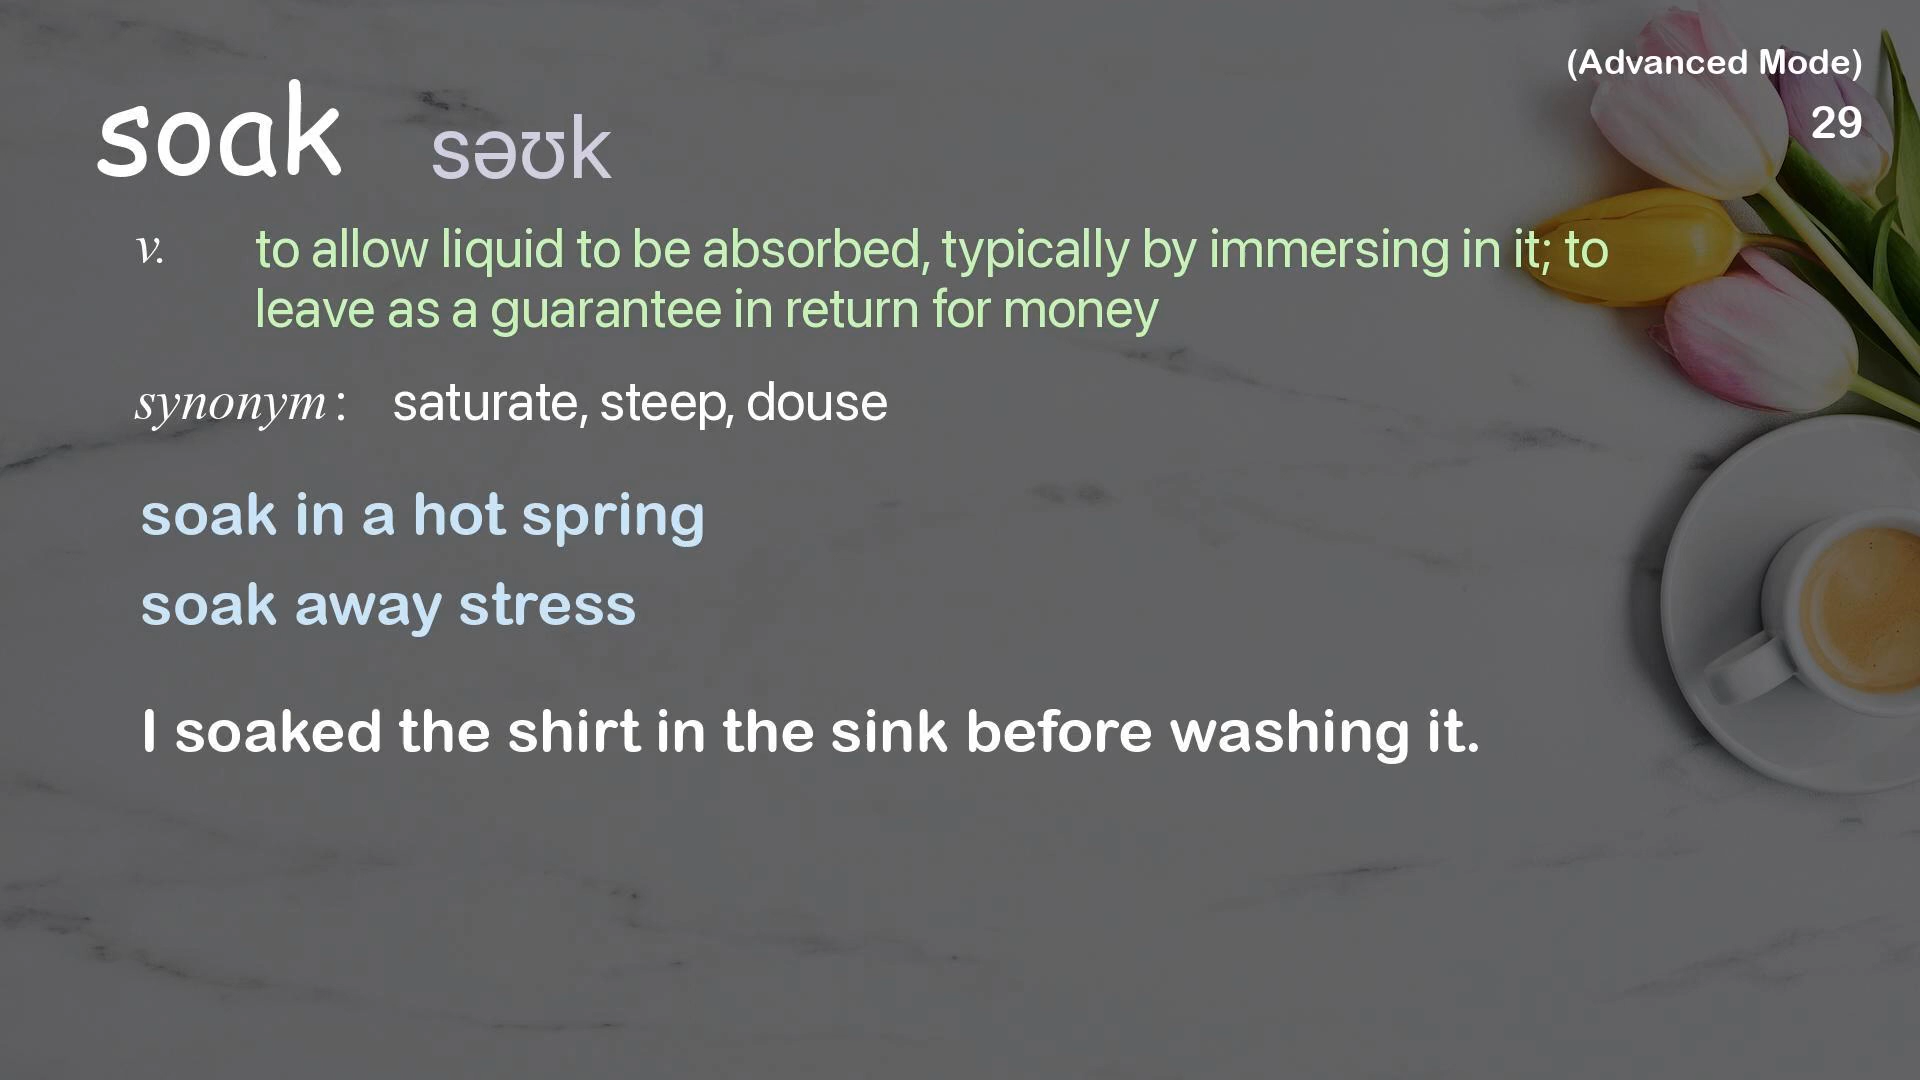 (Advanced Mode)
29
soak səʊk
v. to allow liquid to be absorbed, typically by immersing in it; to
leave as a guarantee in return for money
synonym: saturate, steep, douse
soak in a hot spring
soak away stress
I soaked the shirt in the sink before washing it.